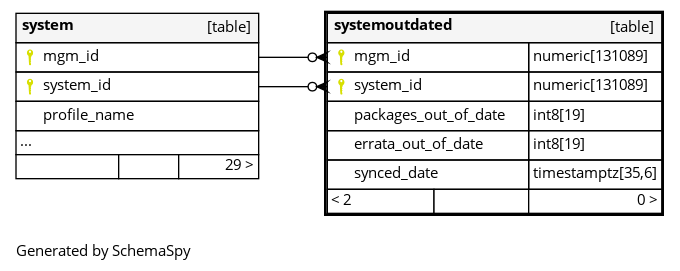 system [table]
mgm_id
system_id
profile_name
...
29 >
systemoutdated [table]
mgm_id numeric[131089]
system_id numeric[131089]
packages_out_of_date int8[19]
errata_out_of_date int8[19]
synced_date timestamptz[35,6]
< 2 0 >
Generated by SchemaSpy